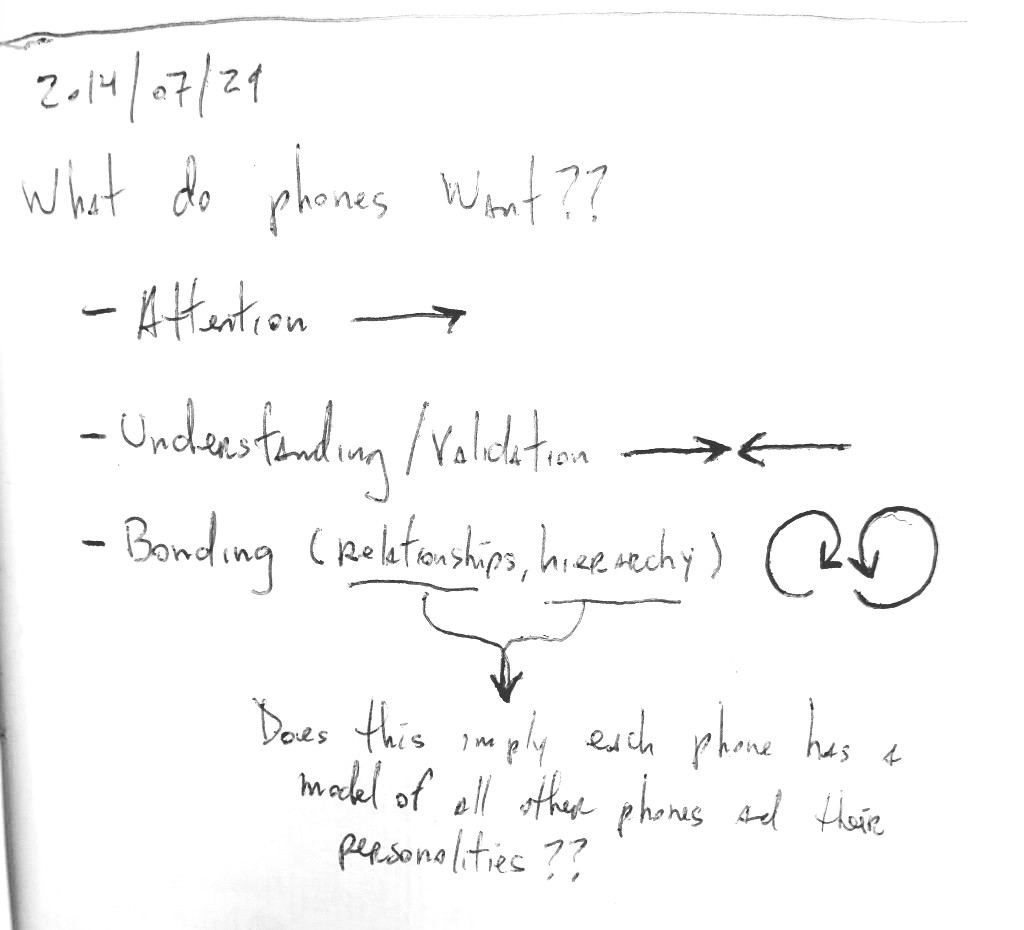 2014/07/29
What do phones want??
- Attention →
- Understanding / Validation → ←
- Bonding (relationships, hierarchy)
Does this imply each phone has a
model of all other phones ad their
personalities??